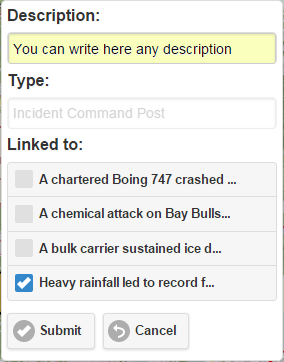 Description:
You can write here any description
Type:
Incident Command Post
Linked to:
A chartered Boing 747 crashed ...
A chemical attack on Bay Bulls...
A bulk carrier sustained ice d...
Heavy rainfall led to record f...
Submit Cancel